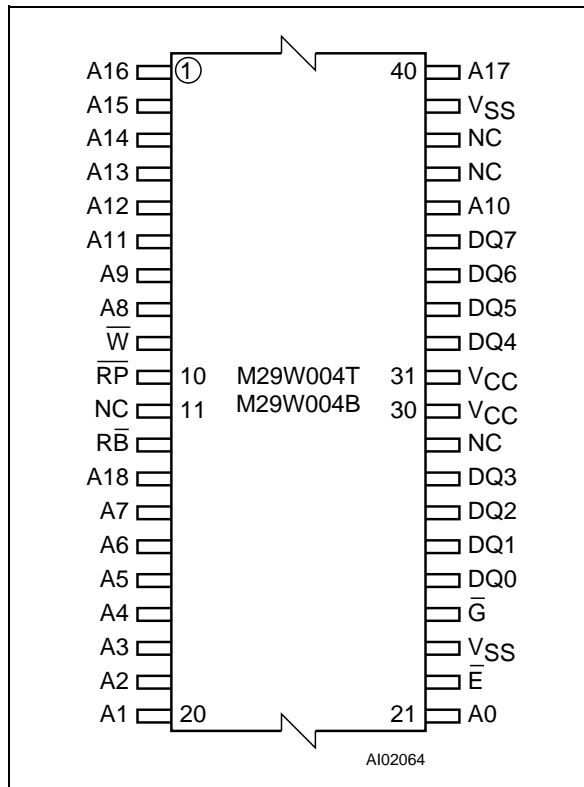 A16 ① 40 A17
A15 VSS
A14 NC
A13 NC
A12 A10
A11 DQ7
A9 DQ6
A8 DQ5
W̅ DQ4
R̅P̅ 10 M29W004T 31 VCC
NC 11 M29W004B 30 VCC
RB̅ NC
A18 DQ3
A7 DQ2
A6 DQ1
A5 DQ0
A4 G̅
A3 VSS
A2 E̅
A1 20 21 A0
AI02064